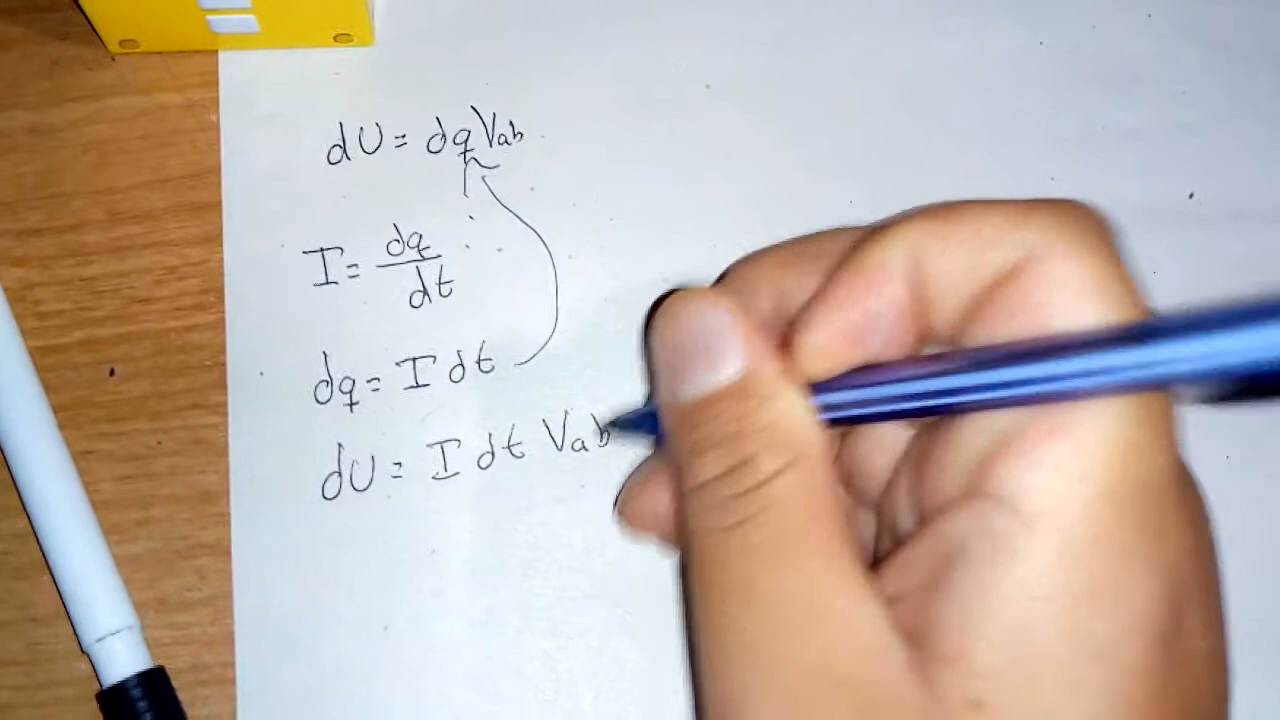 dU = dq Vab
I = dq/dt
dq = I dt
dU = I dt Vab